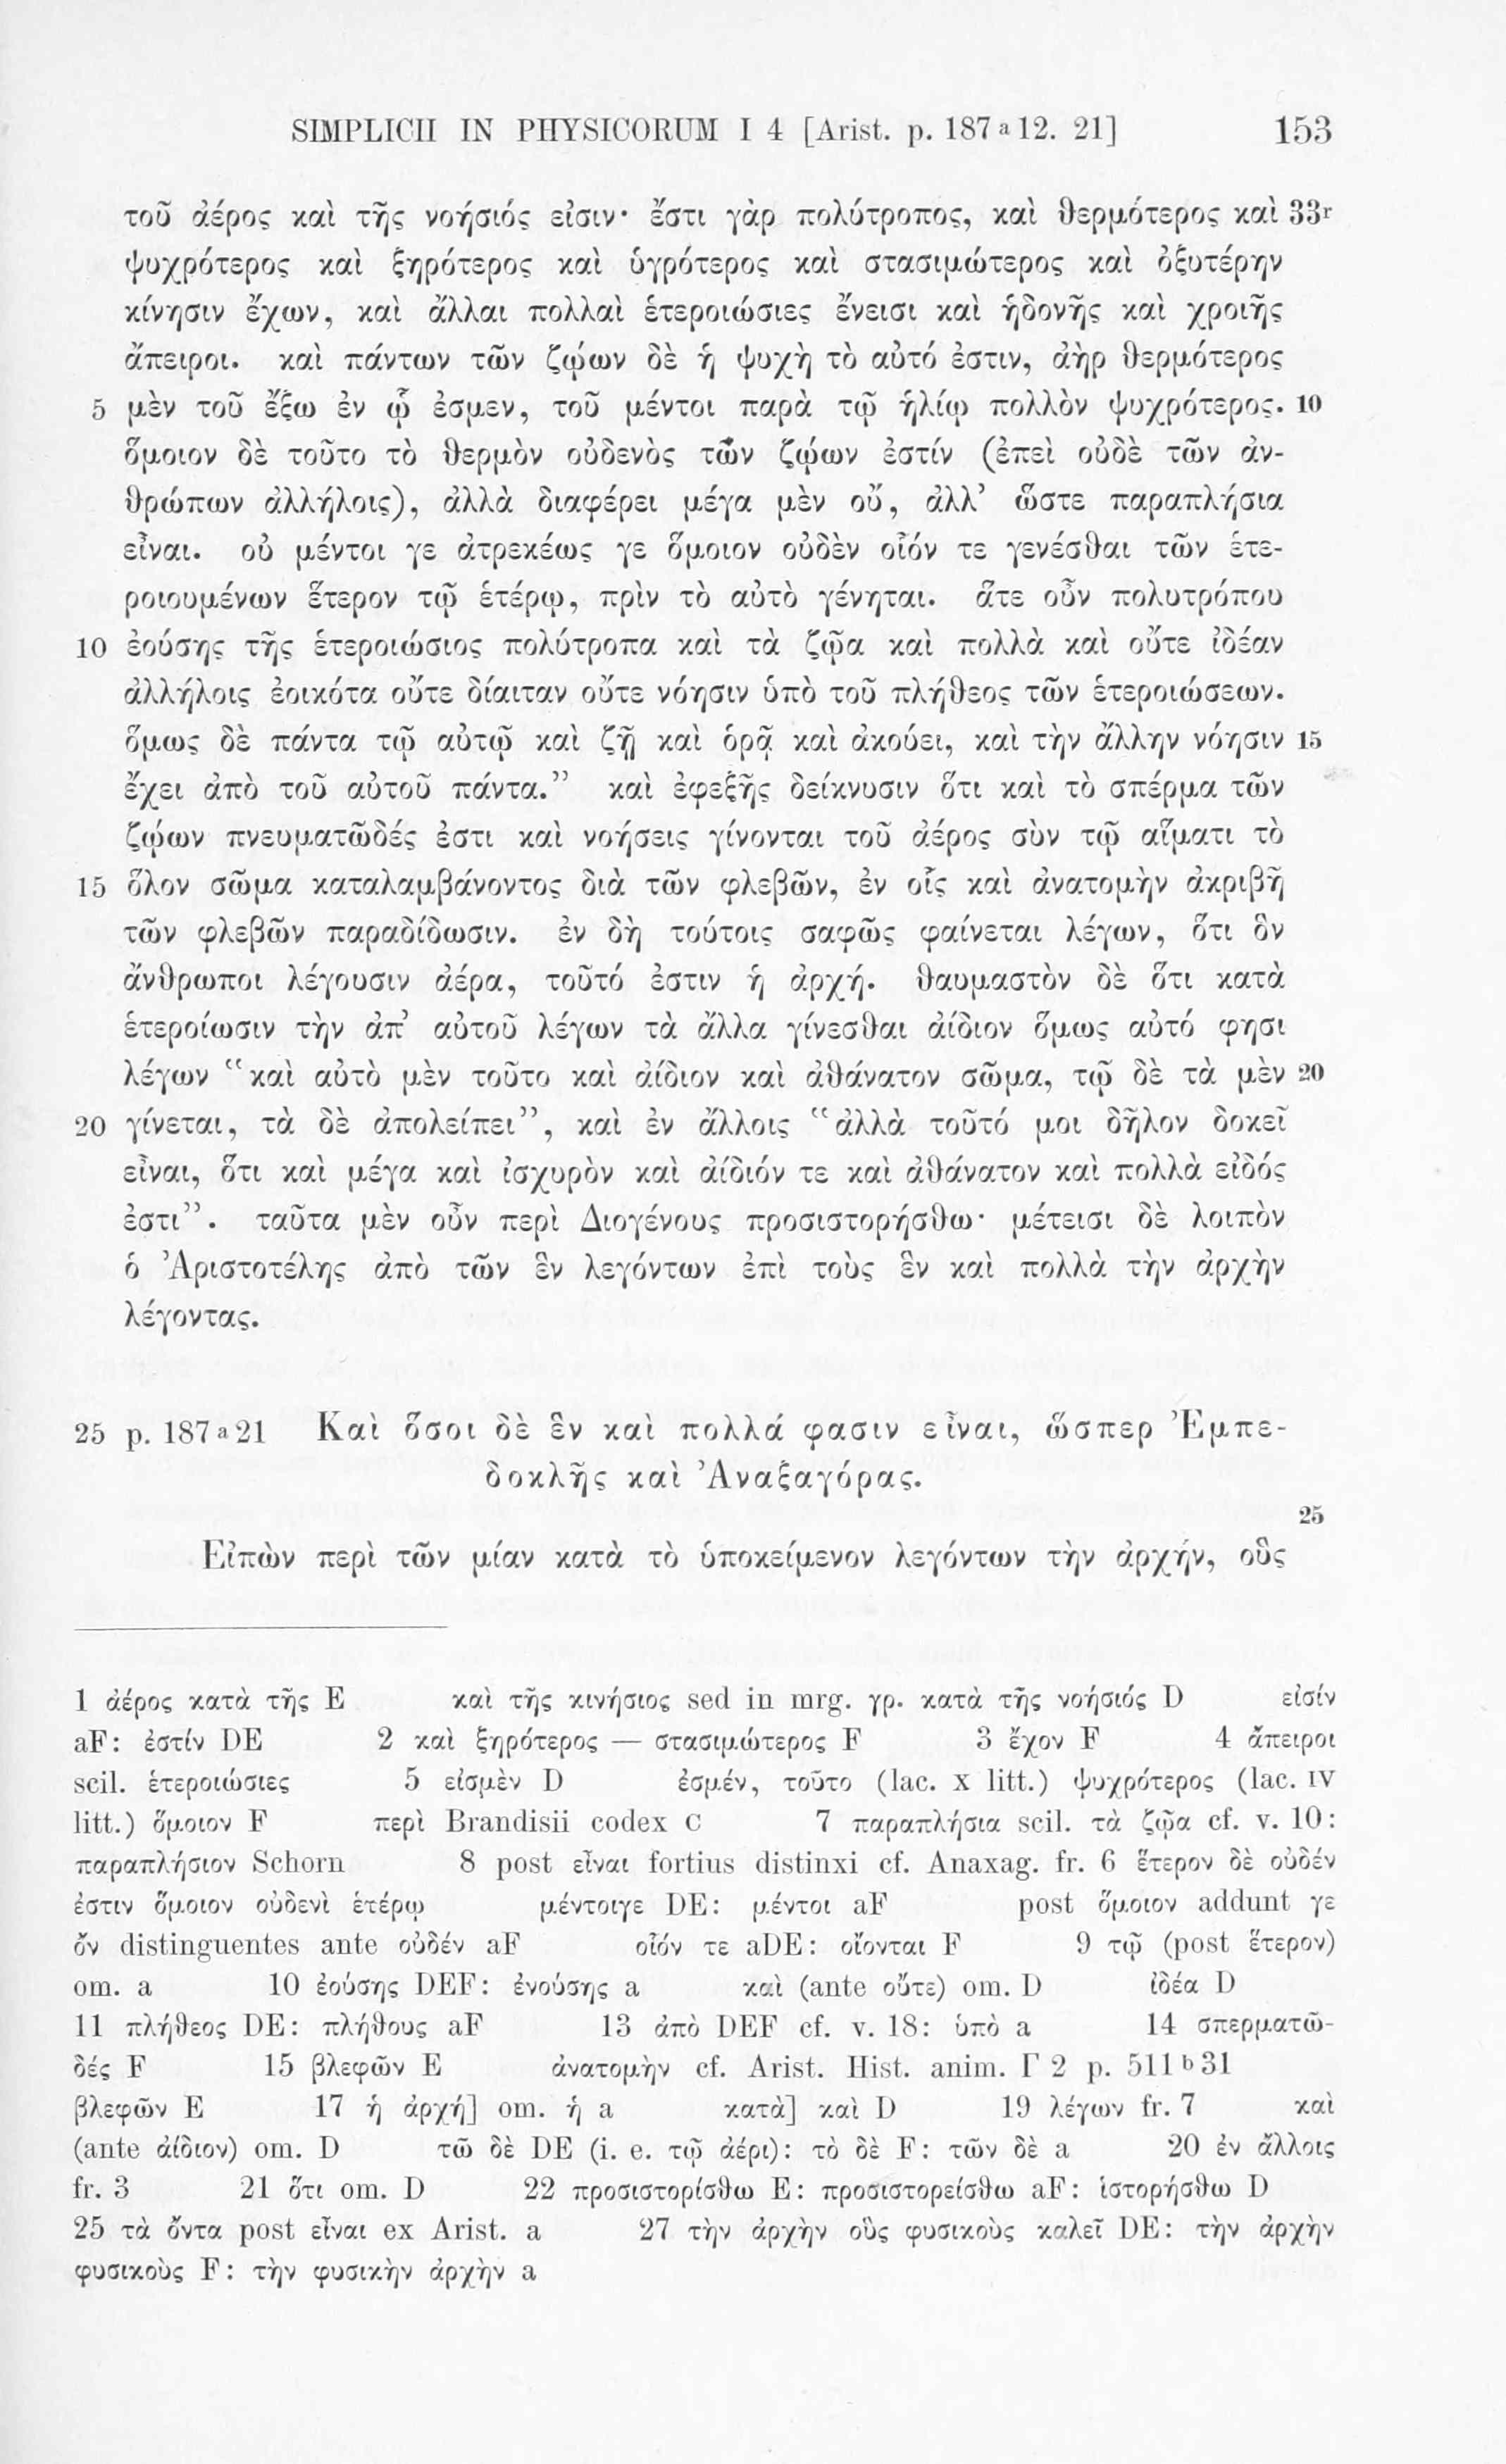 SIMPLICII IN PHYSICORUM I 4 [Arist. p. 187 a 12. 21] 153
τοῦ ἀέρος καὶ τῆς νοήσιός εἰσιν· ἔστι γὰρ πολύτροπος, καὶ θερμότερος καὶ 33r
ψυχρότερος καὶ ξηρότερος καὶ ὑγρότερος καὶ στασιμώτερος καὶ ὀξυτέρην
κίνησιν ἔχων, καὶ ἄλλαι πολλαὶ ἑτεροιώσιες ἔνεισι καὶ ἡδονῆς καὶ χροιῆς
ἄπειροι. καὶ πάντων τῶν ζῴων δὲ ἡ ψυχὴ τὸ αὐτό ἐστιν, ἀὴρ θερμότερος
5 μὲν τοῦ ἔξω ἐν ᾧ ἐσμεν, τοῦ μέντοι παρὰ τῷ ἡλίῳ πολλὸν ψυχρότερος. 10
ὅμοιον δὲ τοῦτο τὸ θερμὸν οὐδενὸς τῶν ζῴων ἐστίν (ἐπεὶ οὐδὲ τῶν ἀν-
θρώπων ἀλλήλοις), ἀλλὰ διαφέρει μέγα μὲν οὔ, ἀλλ’ ὥστε παραπλήσια
εἶναι. οὐ μέντοι γε ἀτρεκέως γε ὅμοιον οὐδὲν οἷόν τε γενέσθαι τῶν ἑτε-
ροιουμένων ἕτερον τῷ ἑτέρῳ, πρὶν τὸ αὐτὸ γένηται. ἅτε οὖν πολυτρόπου
10 ἐούσης τῆς ἑτεροιώσιος πολύτροπα καὶ τὰ ζῷα καὶ πολλὰ καὶ οὔτε ἰδέαν
ἀλλήλοις ἐοικότα οὔτε δίαιταν οὔτε νόησιν ὑπὸ τοῦ πλήθεος τῶν ἑτεροιώσεων.
ὅμως δὲ πάντα τῷ αὐτῷ καὶ ζῇ καὶ ὁρᾷ καὶ ἀκούει, καὶ τὴν ἄλλην νόησιν 15
ἔχει ἀπὸ τοῦ αὐτοῦ πάντα.” καὶ ἐφεξῆς δείκνυσιν ὅτι καὶ τὸ σπέρμα τῶν
ζῴων πνευματῶδές ἐστι καὶ νοήσεις γίνονται τοῦ ἀέρος σὺν τῷ αἵματι τὸ
15 ὅλον σῶμα καταλαμβάνοντος διὰ τῶν φλεβῶν, ἐν οἷς καὶ ἀνατομὴν ἀκριβῆ
τῶν φλεβῶν παραδίδωσιν. ἐν δὴ τούτοις σαφῶς φαίνεται λέγων, ὅτι ὃν
ἄνθρωποι λέγουσιν ἀέρα, τοῦτό ἐστιν ἡ ἀρχή. θαυμαστὸν δὲ ὅτι κατὰ
ἑτεροίωσιν τὴν ἀπ’ αὐτοῦ λέγων τὰ ἄλλα γίνεσθαι ἀίδιον ὅμως αὐτό φησι
λέγων “καὶ αὐτὸ μὲν τοῦτο καὶ ἀίδιον καὶ ἀθάνατον σῶμα, τῷ δὲ τὰ μὲν 20
20 γίνεται, τὰ δὲ ἀπολείπει”, καὶ ἐν ἄλλοις “ἀλλὰ τοῦτό μοι δῆλον δοκεῖ
εἶναι, ὅτι καὶ μέγα καὶ ἰσχυρὸν καὶ ἀίδιόν τε καὶ ἀθάνατον καὶ πολλὰ εἰδός
ἐστι”. ταῦτα μὲν οὖν περὶ Διογένους προσιστορήσθω· μέτεισι δὲ λοιπὸν
ὁ Ἀριστοτέλης ἀπὸ τῶν ἓν λεγόντων ἐπὶ τοὺς ἓν καὶ πολλὰ τὴν ἀρχὴν
λέγοντας.
25 p. 187 a 21 Καὶ ὅσοι δὲ ἓν καὶ πολλά φασιν εἶναι, ὥσπερ Ἐμπε-
δοκλῆς καὶ Ἀναξαγόρας.
25
Εἰπὼν περὶ τῶν μίαν κατὰ τὸ ὑποκείμενον λεγόντων τὴν ἀρχήν, οὓς
1 ἀέρος κατὰ τῆς E καὶ τῆς κινήσιος sed in mrg. γρ. κατὰ τῆς νοήσιός D εἰσίν
aF: ἐστίν DE 2 καὶ ξηρότερος — στασιμώτερος F 3 ἔχον F 4 ἄπειροι
scil. ἑτεροιώσιες 5 εἰσμὲν D ἐσμέν, τοῦτο (lac. x litt.) ψυχρότερος (lac. IV
litt.) ὅμοιον F περὶ Brandisii codex c 7 παραπλήσια scil. τὰ ζῷα cf. v. 10:
παραπλήσιον Schorn 8 post εἶναι fortius distinxi cf. Anaxag. fr. 6 ἕτερον δὲ οὐδέν
ἐστιν ὅμοιον οὐδενὶ ἑτέρῳ μέντοιγε DE: μέντοι aF post ὅμοιον addunt γε
ὄν distinguentes ante οὐδέν aF οἷόν τε aDE: οἴονται F 9 τῷ (post ἕτερον)
om. a 10 ἐούσης DEF: ἐνούσης a καὶ (ante οὔτε) om. D ἰδέα D
11 πλήθεος DE: πλήθους aF 13 ἀπὸ DEF cf. v. 18: ὑπὸ a 14 σπερματῶ-
δές F 15 βλεφῶν E ἀνατομὴν cf. Arist. Hist. anim. Γ 2 p. 511 b 31
βλεφῶν E 17 ἡ ἀρχή] om. ἡ a κατὰ] καὶ D 19 λέγων fr. 7 καὶ
(ante ἀίδιον) om. D τῶ δὲ DE (i. e. τῷ ἀέρι): τὸ δὲ F: τῶν δὲ a 20 ἐν ἄλλοις
fr. 3 21 ὅτι om. D 22 προσιστορίσθω E: προσιστορείσθω aF: ἱστορήσθω D
25 τὰ ὄντα post εἶναι ex Arist. a 27 τὴν ἀρχὴν οὓς φυσικοὺς καλεῖ DE: τὴν ἀρχὴν
φυσικοὺς F: τὴν φυσικὴν ἀρχὴν a